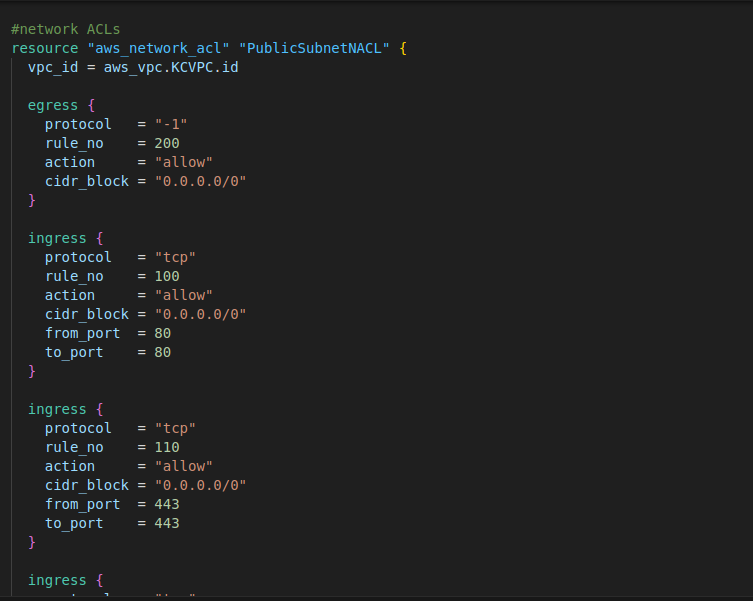 #network ACLs
resource "aws_network_acl" "PublicSubnetNACL" {
  vpc_id = aws_vpc.KCVPC.id

  egress {
    protocol   = "-1"
    rule_no    = 200
    action     = "allow"
    cidr_block = "0.0.0.0/0"
  }

  ingress {
    protocol   = "tcp"
    rule_no    = 100
    action     = "allow"
    cidr_block = "0.0.0.0/0"
    from_port  = 80
    to_port    = 80
  }

  ingress {
    protocol   = "tcp"
    rule_no    = 110
    action     = "allow"
    cidr_block = "0.0.0.0/0"
    from_port  = 443
    to_port    = 443
  }

  ingress {